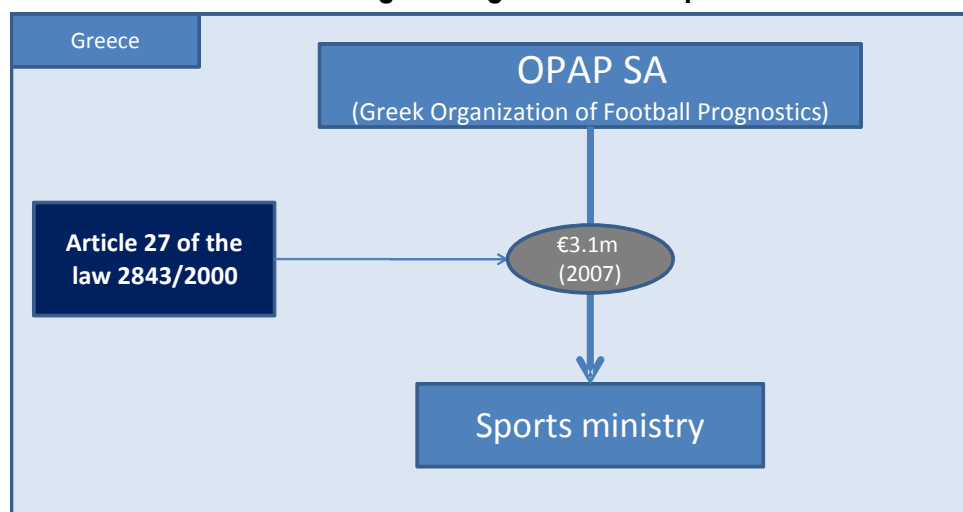 Greece
OPAP SA
(Greek Organization of Football Prognostics)
Article 27 of the
law 2843/2000
€3.1m
(2007)
Sports ministry